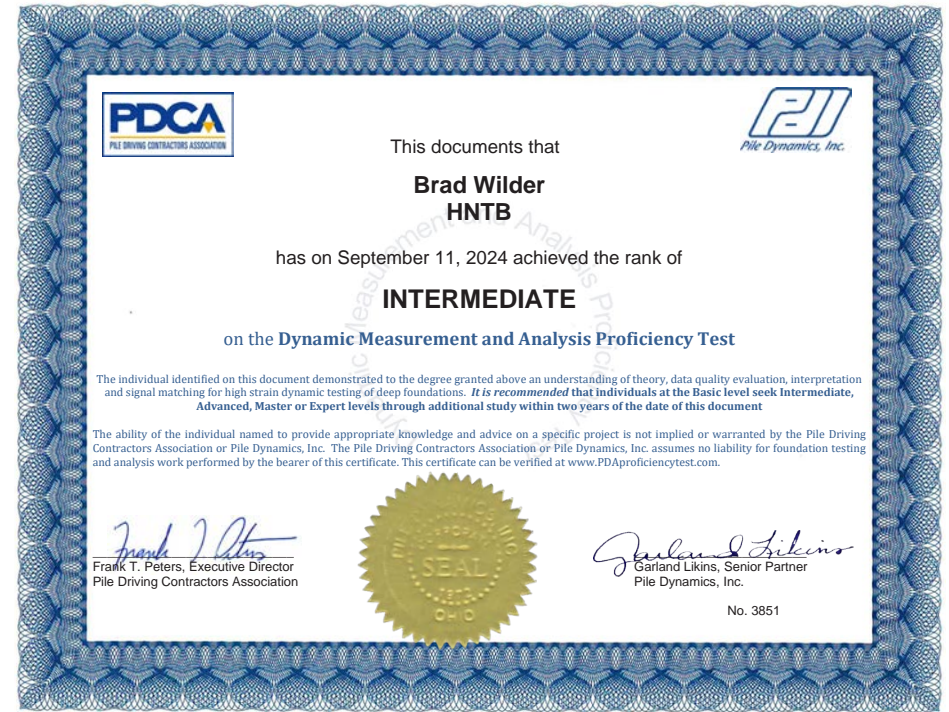 PDCA
PILE DRIVING CONTRACTORS ASSOCIATION
PDI
Pile Dynamics, Inc.
This documents that
Brad Wilder
HNTB
has on September 11, 2024 achieved the rank of
INTERMEDIATE
on the Dynamic Measurement and Analysis Proficiency Test
The individual identified on this document demonstrated to the degree granted above an understanding of theory, data quality evaluation, interpretation
and signal matching for high strain dynamic testing of deep foundations. It is recommended that individuals at the Basic level seek Intermediate,
Advanced, Master or Expert levels through additional study within two years of the date of this document
The ability of the individual named to provide appropriate knowledge and advice on a specific project is not implied or warranted by the Pile Driving
Contractors Association or Pile Dynamics, Inc. The Pile Driving Contractors Association or Pile Dynamics, Inc. assumes no liability for foundation testing
and analysis work performed by the bearer of this certificate. This certificate can be verified at www.PDAproficiencytest.com.
Frank T. Peters
Frank T. Peters, Executive Director
Pile Driving Contractors Association
SEAL
1972
OHIO
Garland Likins
Garland Likins, Senior Partner
Pile Dynamics, Inc.
No. 3851